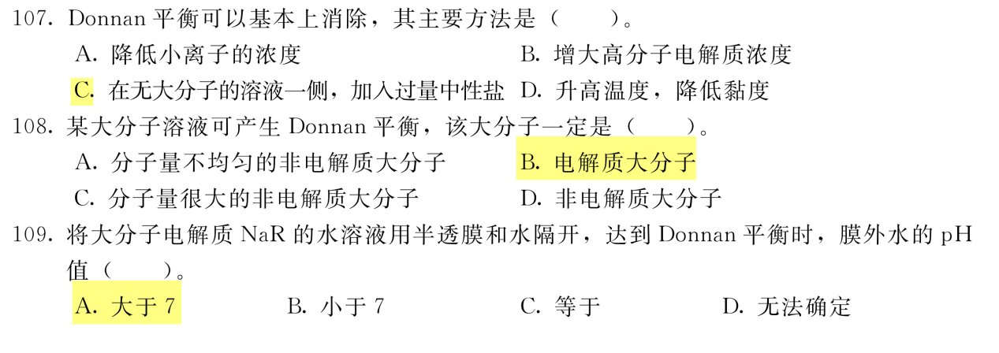 107. Donnan 平衡可以基本上消除，其主要方法是（　　）。
A. 降低小离子的浓度　B. 增大高分子电解质浓度
C. 在无大分子的溶液一侧，加入过量中性盐　D. 升高温度，降低黏度
108. 某大分子溶液可产生 Donnan 平衡，该大分子一定是（　　）。
A. 分子量不均匀的非电解质大分子　B. 电解质大分子
C. 分子量很大的非电解质大分子　D. 非电解质大分子
109. 将大分子电解质 NaR 的水溶液用半透膜和水隔开，达到 Donnan 平衡时，膜外水的 pH
值（　　）。
A. 大于 7　B. 小于 7　C. 等于　D. 无法确定